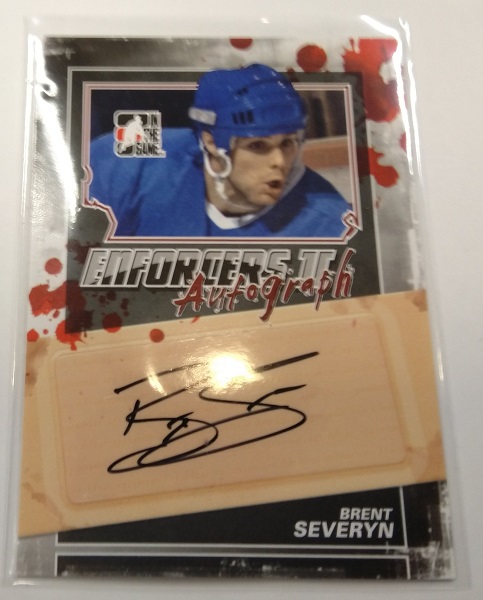 IN
THE
GAME
ENFORCERS II
Autograph
BRENT
SEVERYN